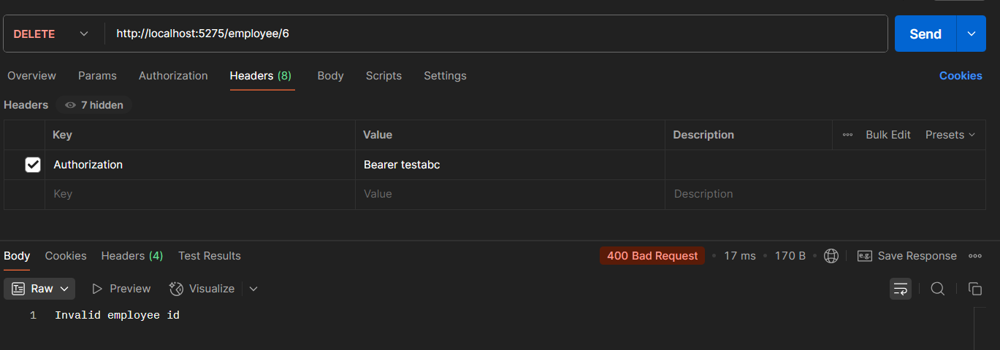 DELETE http://localhost:5275/employee/6 Send
Overview Params Authorization Headers (8) Body Scripts Settings Cookies
Headers 7 hidden
Key Value Description Bulk Edit Presets
Authorization Bearer testabc
Key Value Description
Body Cookies Headers (4) Test Results 400 Bad Request • 17 ms • 170 B • e.g. Save Response
Raw Preview Visualize
1 Invalid employee id